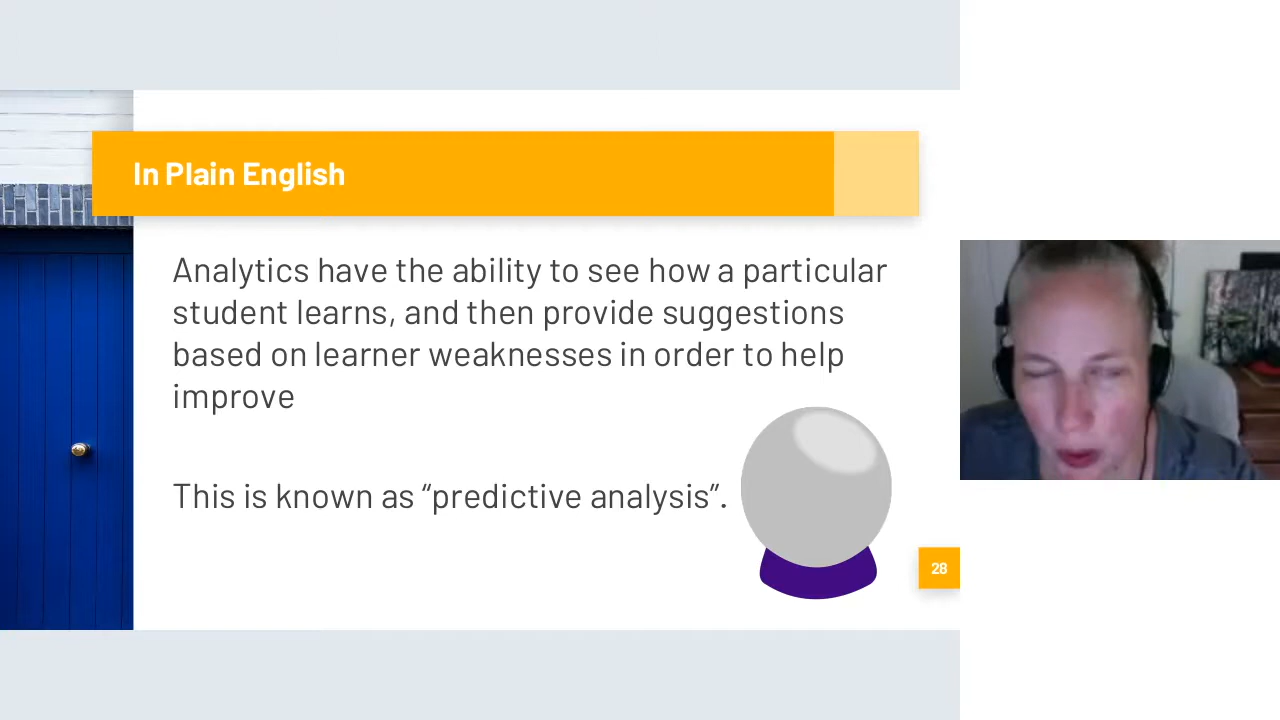 In Plain English
Analytics have the ability to see how a particular
student learns, and then provide suggestions
based on learner weaknesses in order to help
improve
This is known as “predictive analysis”.
28